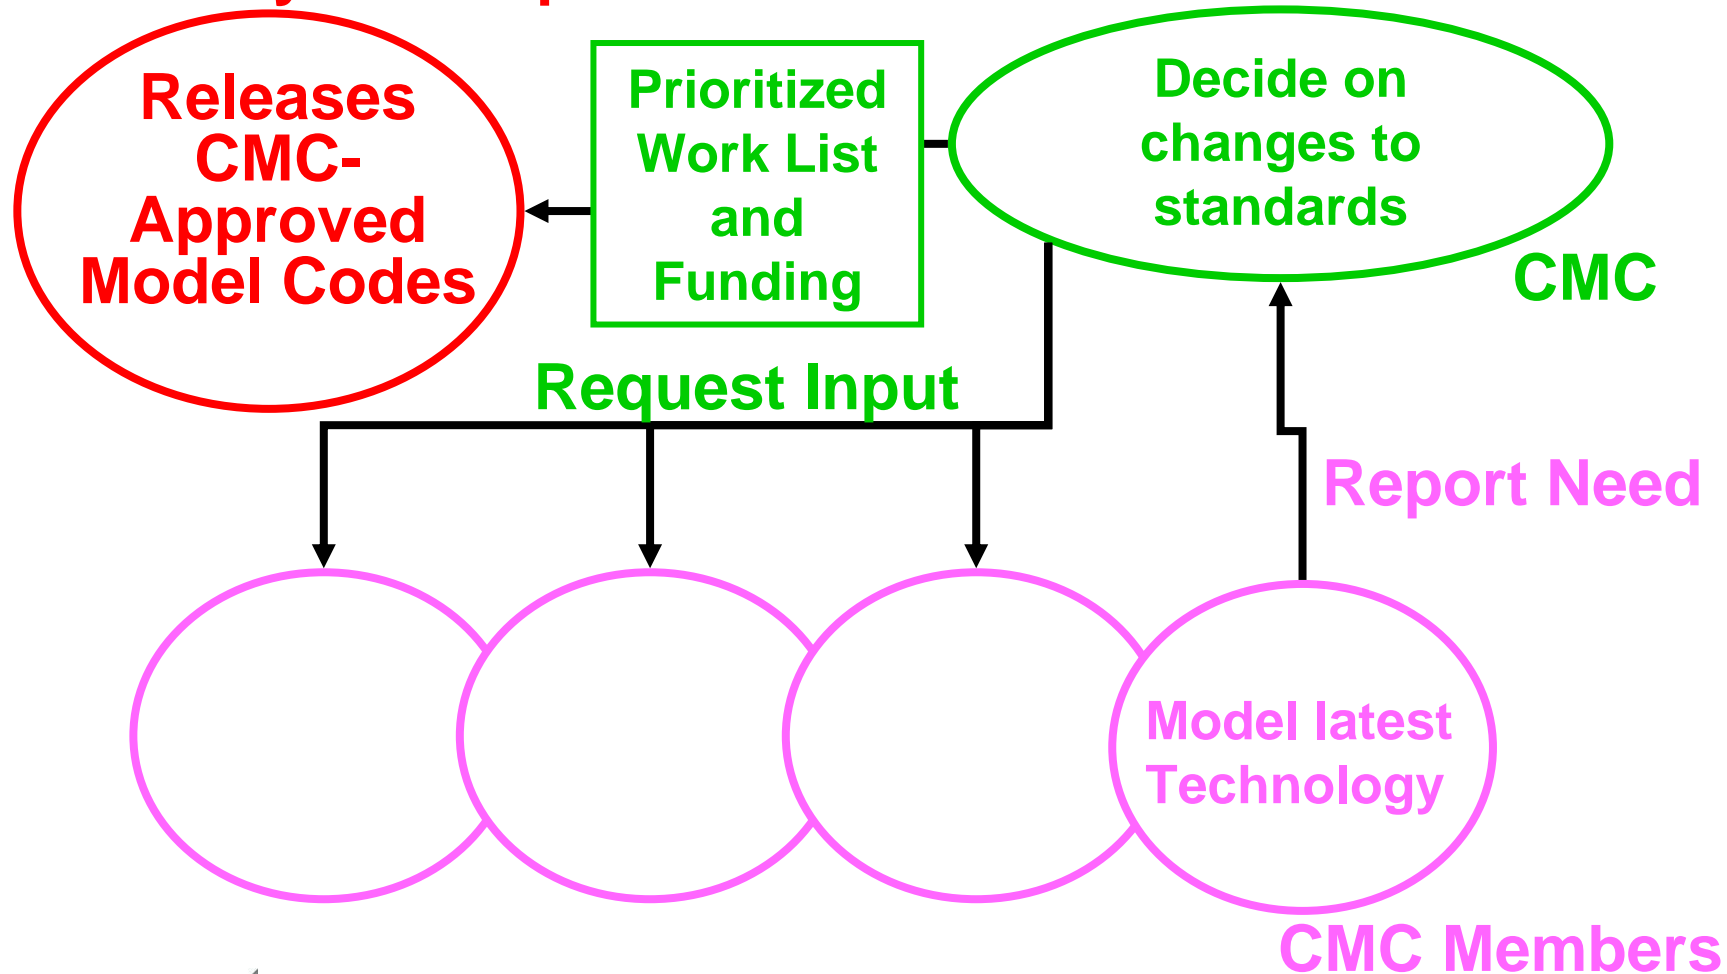 Releases
CMC-
Approved
Model Codes
Prioritized
Work List
and
Funding
Decide on
changes to
standards
CMC
Request Input
Report Need
Model latest
Technology
CMC Members